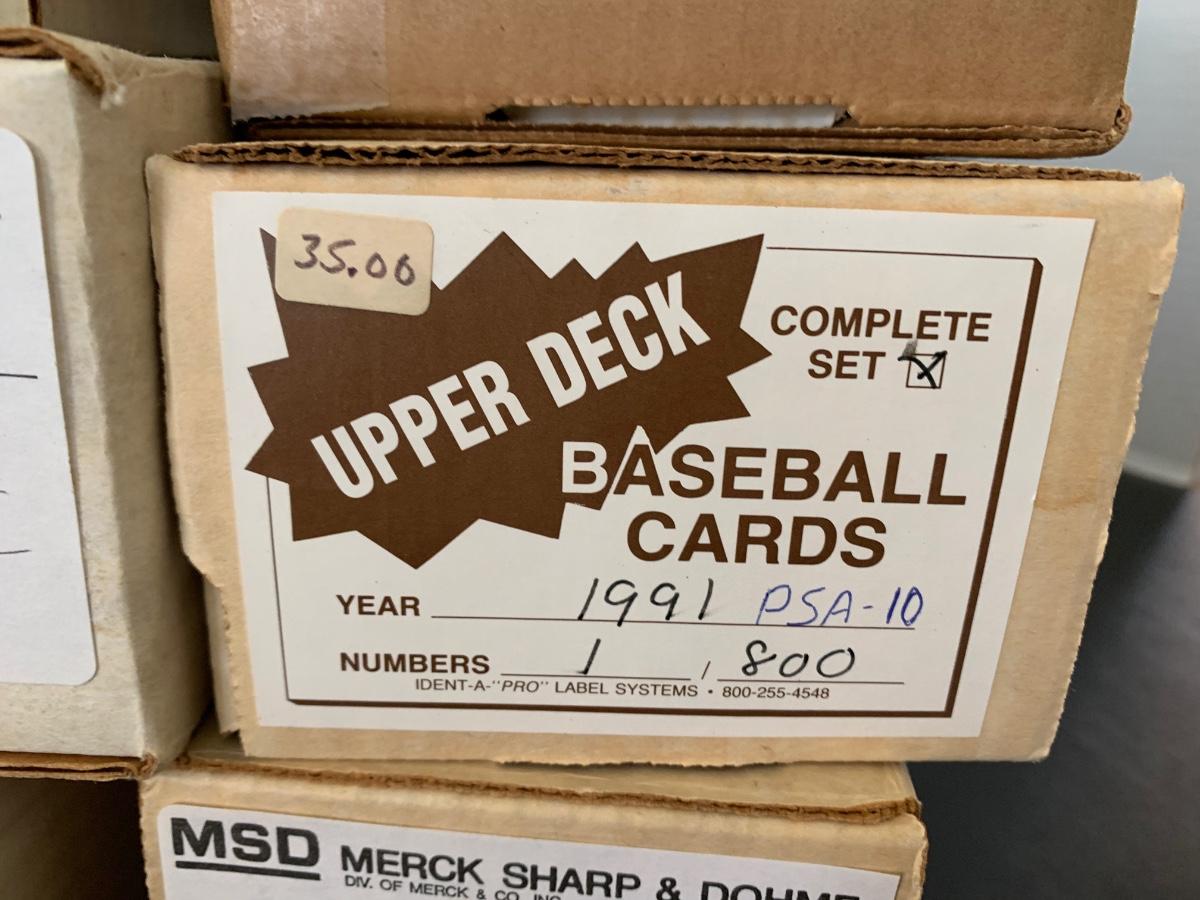 35.00
UPPER DECK
COMPLETE
SET
BASEBALL
CARDS
YEAR 1991 PSA-10
NUMBERS 1 / 800
IDENT-A-"PRO" LABEL SYSTEMS • 800-255-4548
MSD MERCK SHARP & DOHME
DIV. OF MERCK & CO., INC.